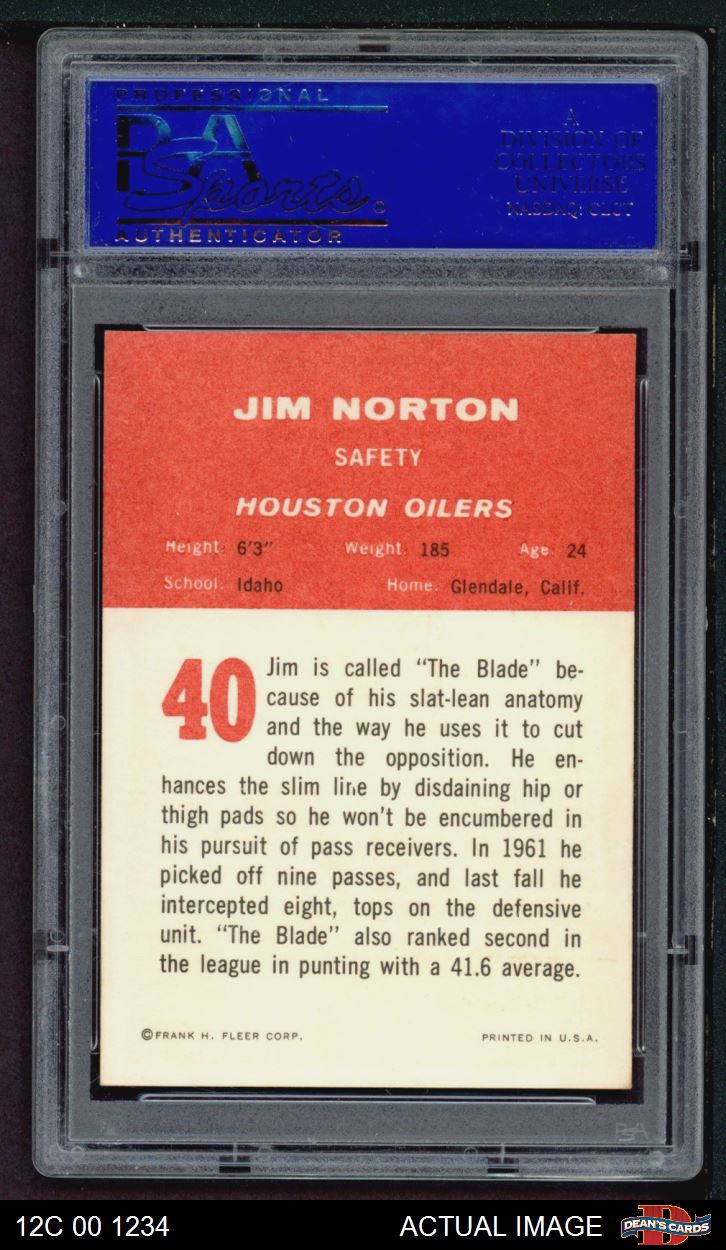 PROFESSIONAL
PSA
Sports
AUTHENTICATOR
A
DIVISION OF
COLLECTORS
UNIVERSE
NASDAQ: CLCT
JIM NORTON
SAFETY
HOUSTON OILERS
Height: 6'3" Weight: 185 Age: 24
School: Idaho Home: Glendale, Calif.
40
Jim is called "The Blade" be-
cause of his slat-lean anatomy
and the way he uses it to cut
down the opposition. He en-
hances the slim line by disdaining hip or
thigh pads so he won't be encumbered in
his pursuit of pass receivers. In 1961 he
picked off nine passes, and last fall he
intercepted eight, tops on the defensive
unit. "The Blade" also ranked second in
the league in punting with a 41.6 average.
©FRANK H. FLEER CORP. PRINTED IN U.S.A.
PSA
12C 00 1234 ACTUAL IMAGE DEAN'S CARDS